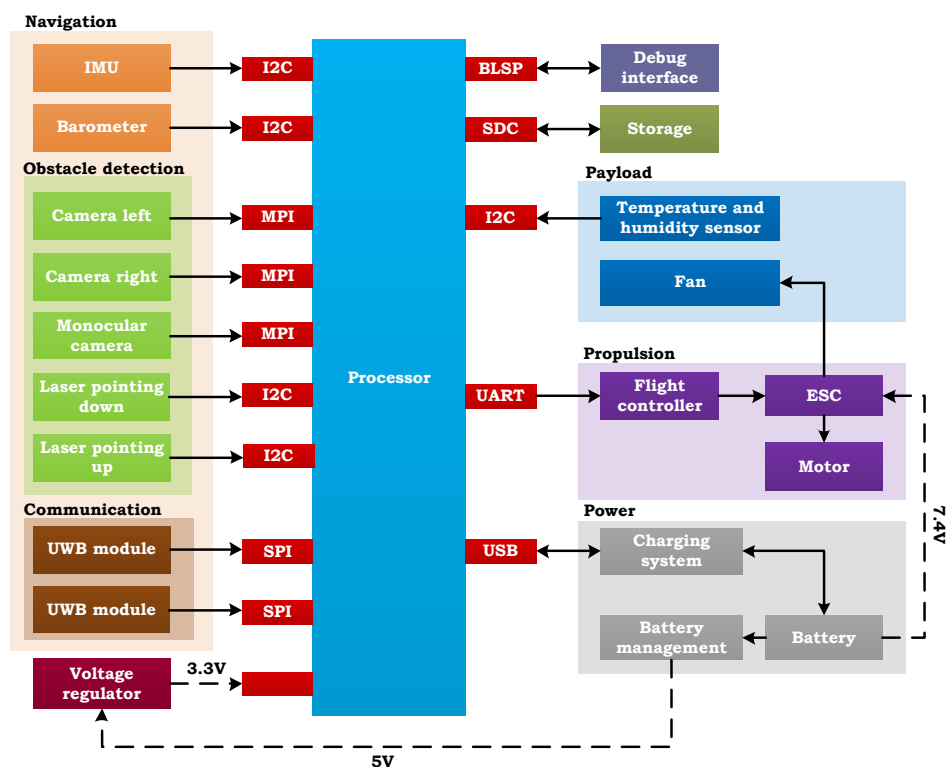 Navigation
IMU
I2C
BLSP
Debug
interface
Barometer
I2C
SDC
Storage
Obstacle detection
Payload
Camera left
MPI
I2C
Temperature and
humidity sensor
Camera right
MPI
Fan
Monocular
camera
MPI
Processor
Propulsion
Laser pointing
down
I2C
UART
Flight
controller
ESC
Laser pointing
up
I2C
Motor
7.4V
Communication
Power
UWB module
SPI
USB
Charging
system
UWB module
SPI
Battery
management
Battery
Voltage
regulator
3.3V
5V